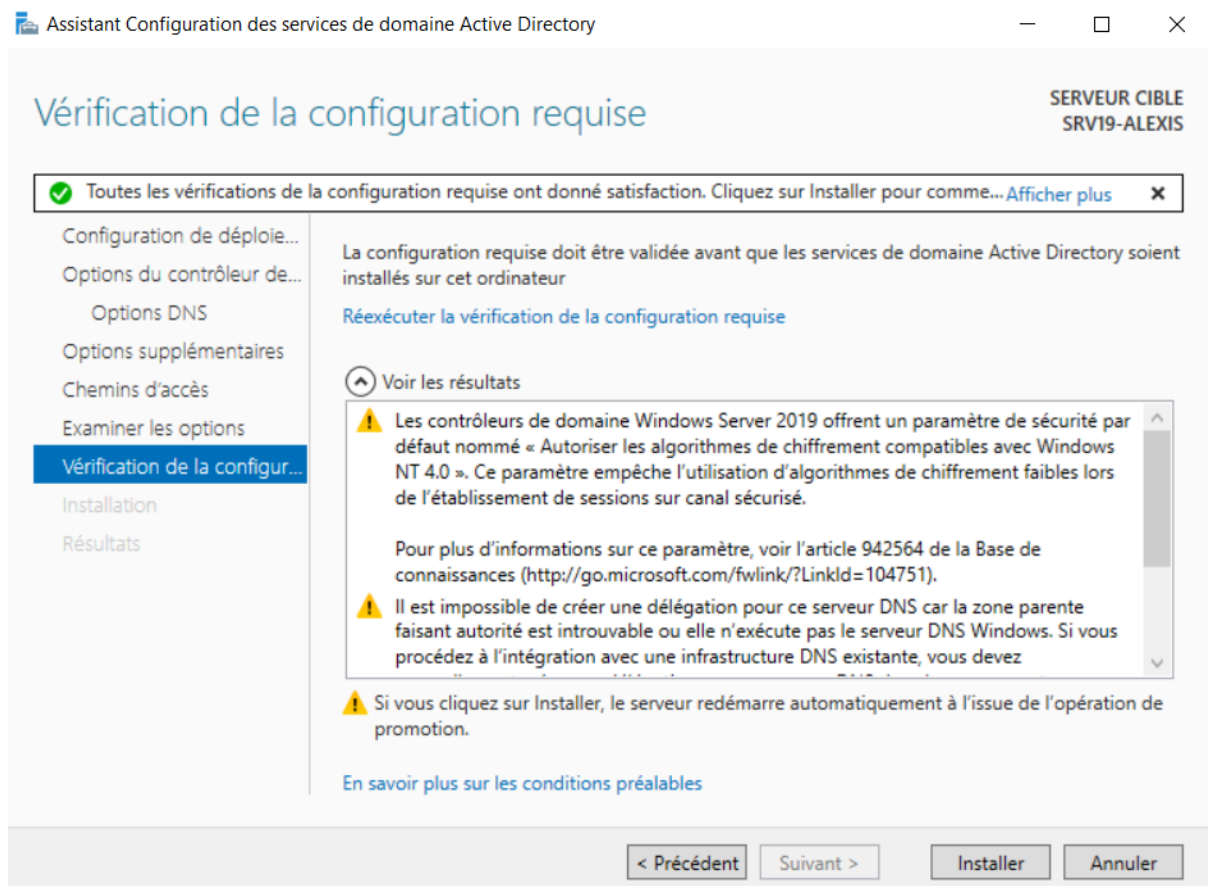 Assistant Configuration des services de domaine Active Directory
Vérification de la configuration requise
SERVEUR CIBLE
SRV19-ALEXIS
Toutes les vérifications de la configuration requise ont donné satisfaction. Cliquez sur Installer pour comme... Afficher plus
Configuration de déploie...
Options du contrôleur de...
Options DNS
Options supplémentaires
Chemins d'accès
Examiner les options
Vérification de la configur...
Installation
Résultats
La configuration requise doit être validée avant que les services de domaine Active Directory soient
installés sur cet ordinateur
Réexécuter la vérification de la configuration requise
Voir les résultats
Les contrôleurs de domaine Windows Server 2019 offrent un paramètre de sécurité par
défaut nommé « Autoriser les algorithmes de chiffrement compatibles avec Windows
NT 4.0 ». Ce paramètre empêche l'utilisation d'algorithmes de chiffrement faibles lors
de l'établissement de sessions sur canal sécurisé.
Pour plus d'informations sur ce paramètre, voir l'article 942564 de la Base de
connaissances (http://go.microsoft.com/fwlink/?LinkId=104751).
Il est impossible de créer une délégation pour ce serveur DNS car la zone parente
faisant autorité est introuvable ou elle n'exécute pas le serveur DNS Windows. Si vous
procédez à l'intégration avec une infrastructure DNS existante, vous devez
Si vous cliquez sur Installer, le serveur redémarre automatiquement à l'issue de l'opération de
promotion.
En savoir plus sur les conditions préalables
< Précédent
Suivant >
Installer
Annuler